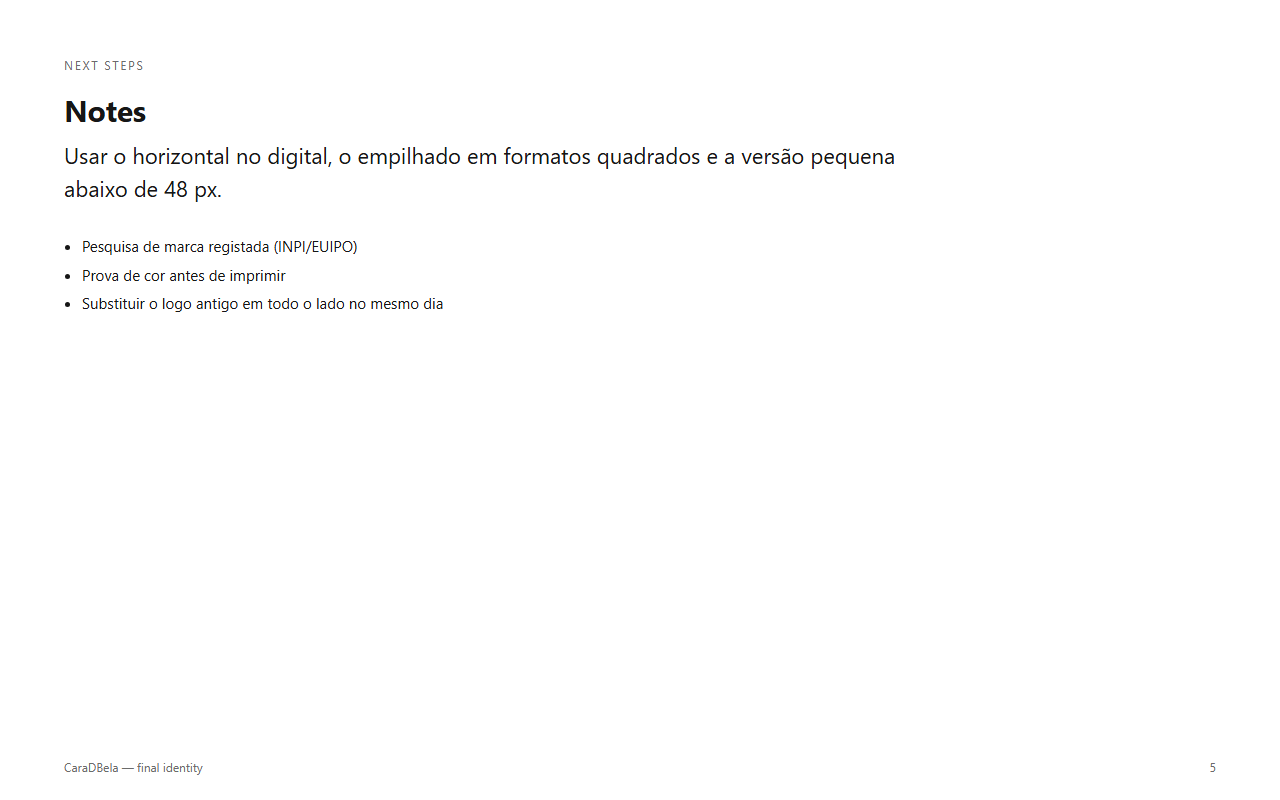 NEXT STEPS
Notes
Usar o horizontal no digital, o empilhado em formatos quadrados e a versão pequena
abaixo de 48 px.
• Pesquisa de marca registada (INPI/EUIPO)
• Prova de cor antes de imprimir
• Substituir o logo antigo em todo o lado no mesmo dia
CaraDBela — final identity
5